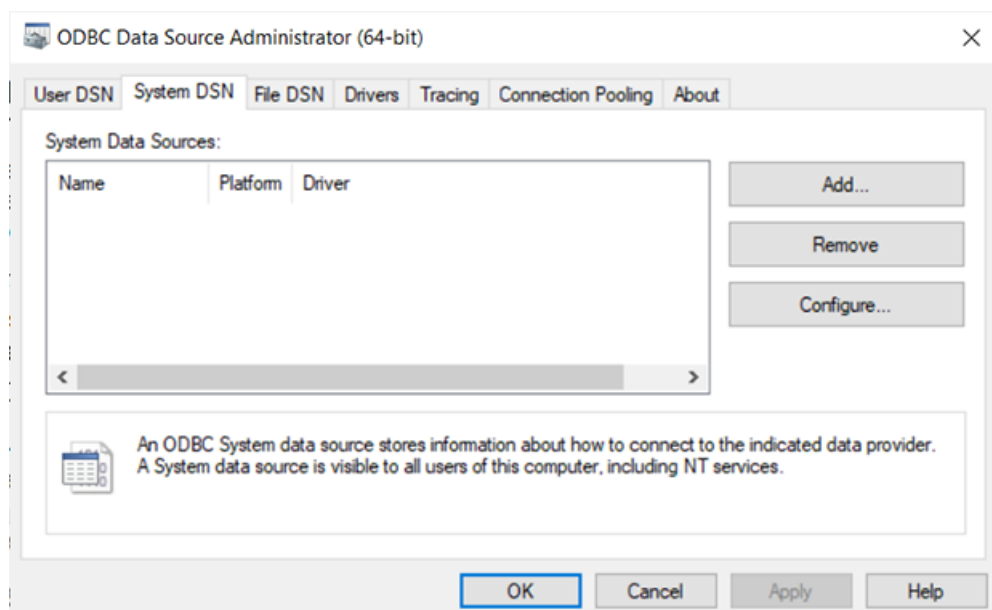 ODBC Data Source Administrator (64-bit)
User DSN System DSN File DSN Drivers Tracing Connection Pooling About
System Data Sources:
Name Platform Driver
Add...
Remove
Configure...
An ODBC System data source stores information about how to connect to the indicated data provider.
A System data source is visible to all users of this computer, including NT services.
OK Cancel Apply Help